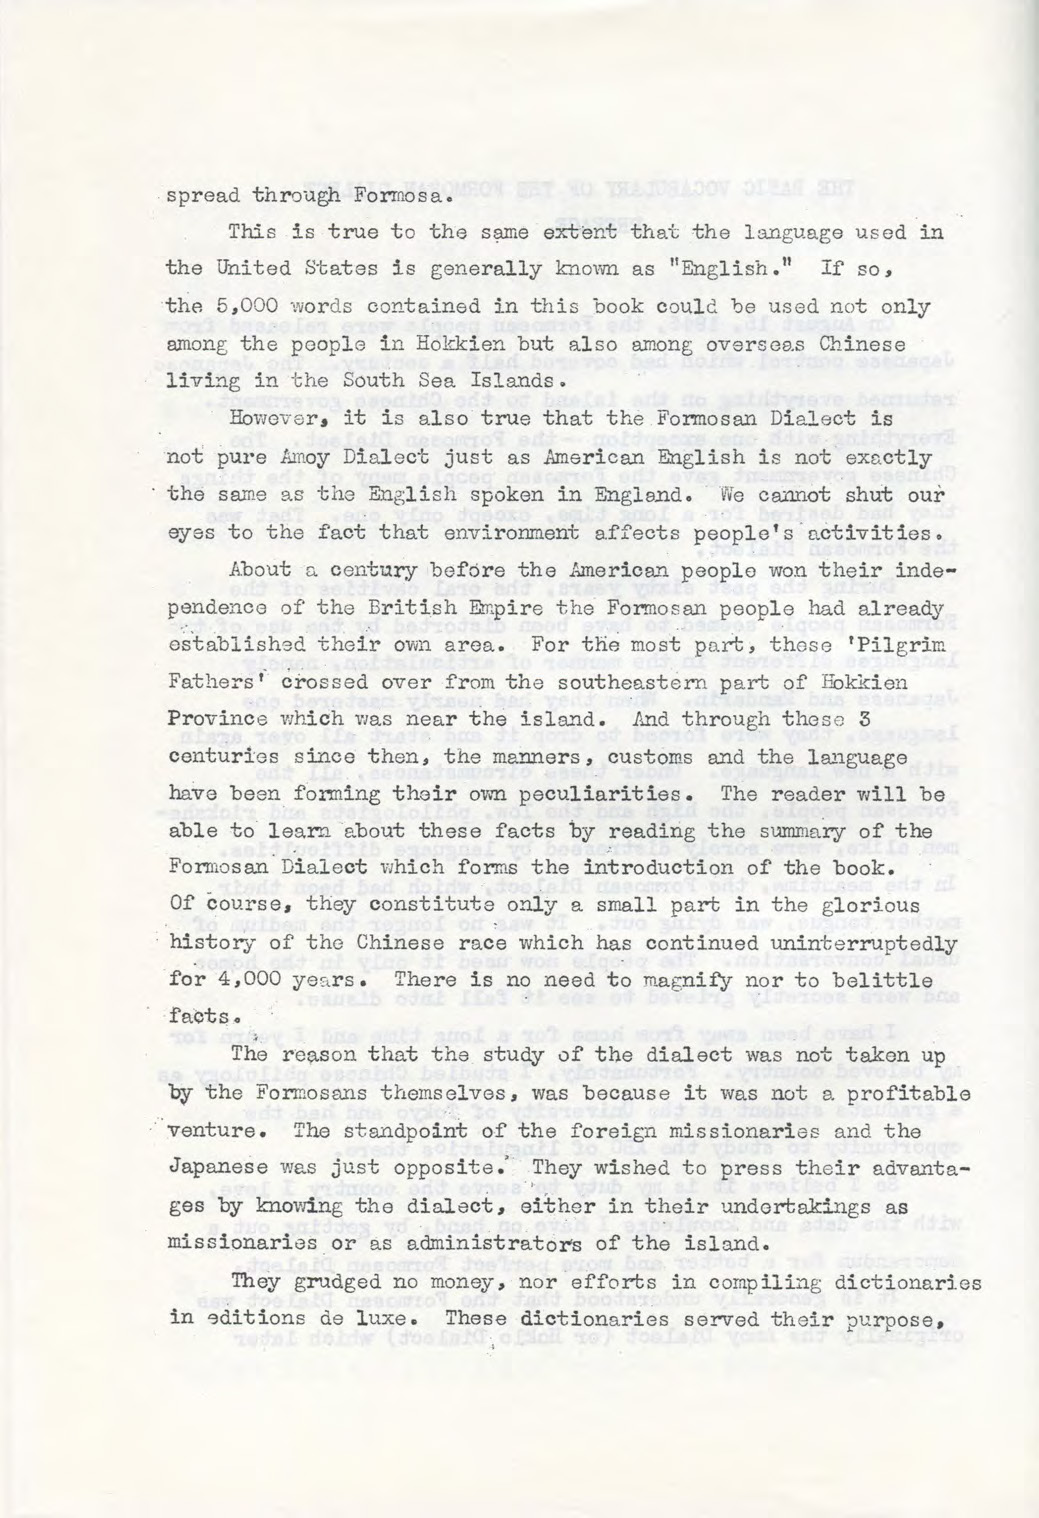 spread through Formosa.
This is true to the same extent that the language used in
the United States is generally known as "English." If so,
the 5,000 words contained in this book could be used not only
among the people in Hokkien but also among overseas Chinese
living in the South Sea Islands.
However, it is also true that the Formosan Dialect is
not pure Amoy Dialect just as American English is not exactly
the same as the English spoken in England. We cannot shut our
eyes to the fact that environment affects people's activities.
About a century before the American people won their inde-
pendence of the British Empire the Formosan people had already
established their own area. For the most part, these 'Pilgrim
Fathers' crossed over from the southeastern part of Hokkien
Province which was near the island. And through these 3
centuries since then, the manners, customs and the language
have been forming their own peculiarities. The reader will be
able to learn about these facts by reading the summary of the
Formosan Dialect which forms the introduction of the book.
Of course, they constitute only a small part in the glorious
history of the Chinese race which has continued uninterruptedly
for 4,000 years. There is no need to magnify nor to belittle
facts.
The reason that the study of the dialect was not taken up
by the Formosans themselves, was because it was not a profitable
venture. The standpoint of the foreign missionaries and the
Japanese was just opposite. They wished to press their advanta-
ges by knowing the dialect, either in their undertakings as
missionaries or as administrators of the island.
They grudged no money, nor efforts in compiling dictionaries
in editions de luxe. These dictionaries served their purpose,